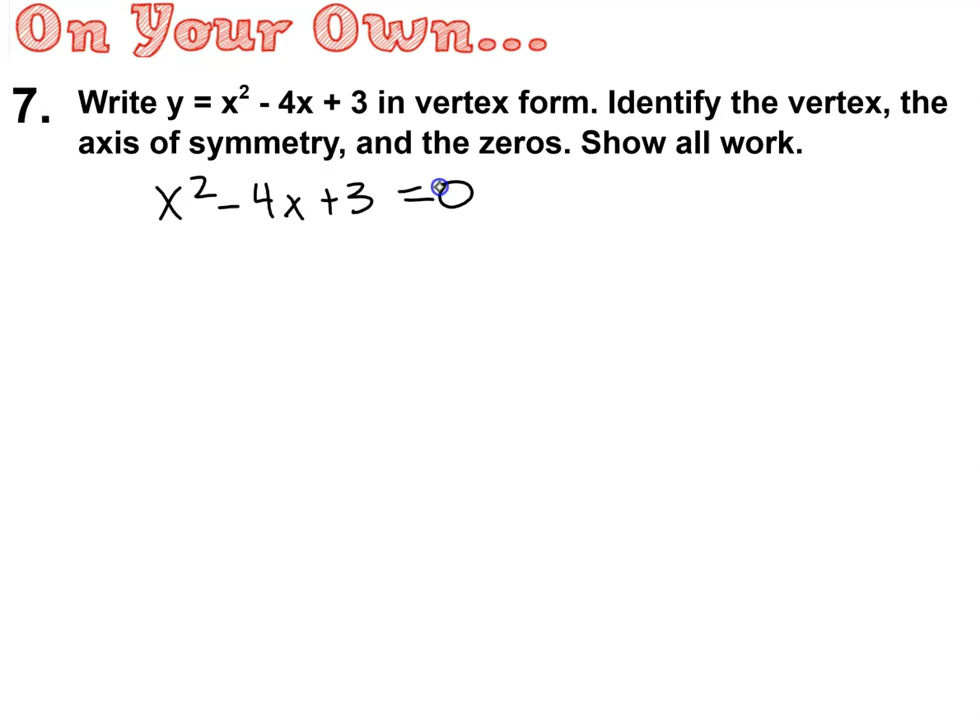 On Your Own...
7. Write y = x² - 4x + 3 in vertex form. Identify the vertex, the
axis of symmetry, and the zeros. Show all work.
x² - 4x + 3 = 0